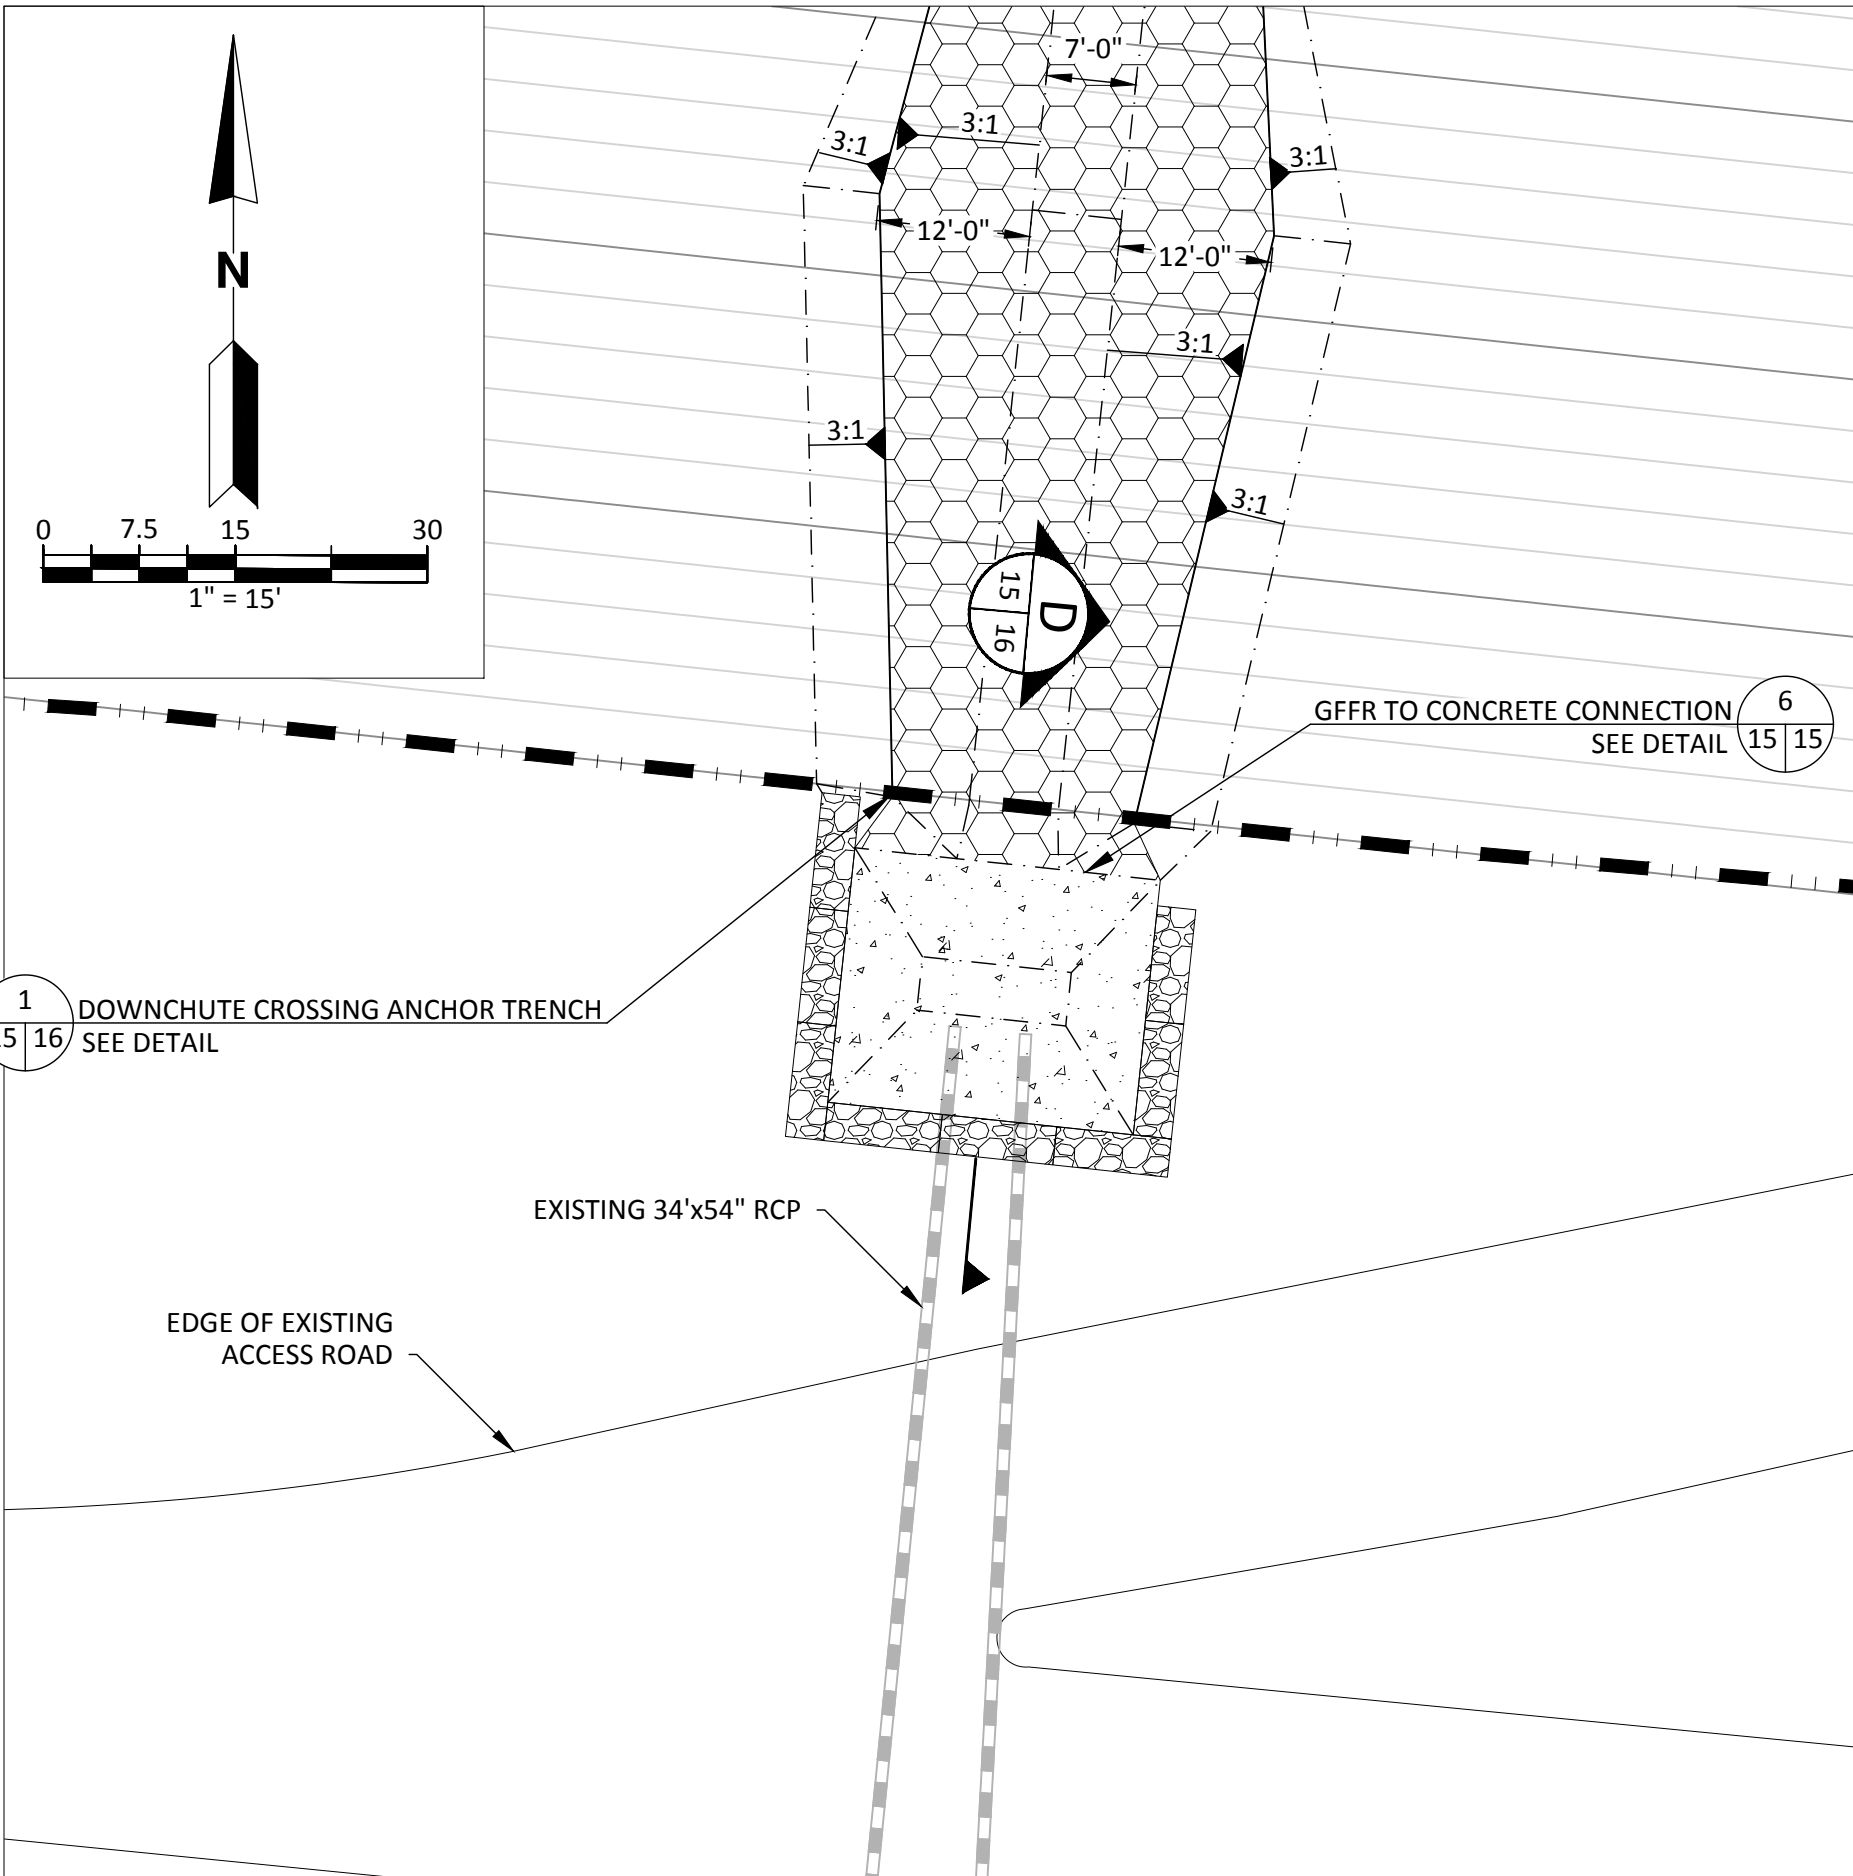 N
0 7.5 15 30
1" = 15'
7'-0"
3:1
3:1
3:1
12'-0"
12'-0"
3:1
3:1
3:1
D
15
16
GFFR TO CONCRETE CONNECTION
SEE DETAIL
6
15 15
1
5 16
DOWNCHUTE CROSSING ANCHOR TRENCH
SEE DETAIL
EXISTING 34'x54" RCP
EDGE OF EXISTING
ACCESS ROAD